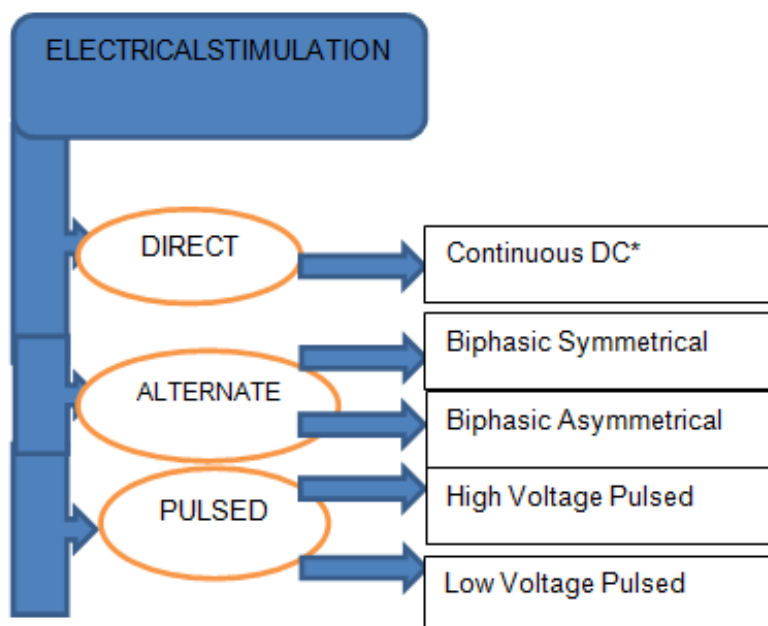 ELECTRICALSTIMULATION
DIRECT
Continuous DC*
ALTERNATE
Biphasic Symmetrical
Biphasic Asymmetrical
PULSED
High Voltage Pulsed
Low Voltage Pulsed